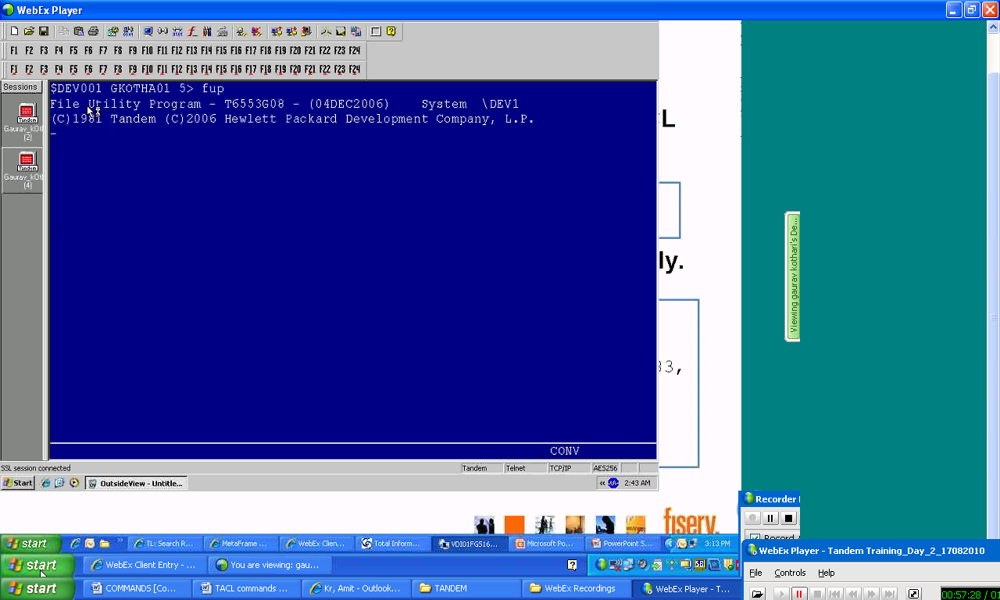 WebEx Player
F1 F2 F3 F4 F5 F6 F7 F8 F9 F10 F11 F12 F13 F14 F15 F16 F17 F18 F19 F20 F21 F22 F23 F24
F1 F2 F3 F4 F5 F6 F7 F8 F9 F10 F11 F12 F13 F14 F15 F16 F17 F18 F19 F20 F21 F22 F23 F24
Sessions
$DEV001 GKOTHA01 5> fup
File Utility Program - T6553G08 - (04DEC2006) System \DEV1
(C)1981 Tandem (C)2006 Hewlett Packard Development Company, L.P.
Tandem
Gaurav_kOt
(2)
Tandem
Gaurav_kOt
(4)
L
ly.
33,
Viewing gaurav kothari's De...
CONV
SSL session connected
Tandem Telnet TCP/IP AES256
Start OutsideView - Untitle... « 2:43 AM
Recorder
Record
fiserv.
start TL: Search R... MetaFrame ... WebEx Clien... Total Inform... VDI01FG516... Microsoft Po... PowerPoint S... 3:13 PM
WebEx Player - Tandem Training_Day_2_17082010
start WebEx Client Entry - ... You are viewing: gau...
File Controls Help
start COMMANDS [Co... TACL commands ... Kr, Amit - Outlook... TANDEM WebEx Recordings WebEx Player - T...
00:57:28 / 0